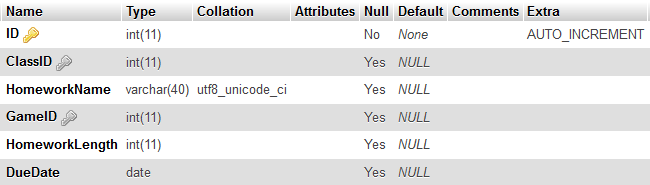 Name Type Collation Attributes Null Default Comments Extra
ID int(11) No None AUTO_INCREMENT
ClassID int(11) Yes NULL
HomeworkName varchar(40) utf8_unicode_ci Yes NULL
GameID int(11) Yes NULL
HomeworkLength int(11) Yes NULL
DueDate date Yes NULL